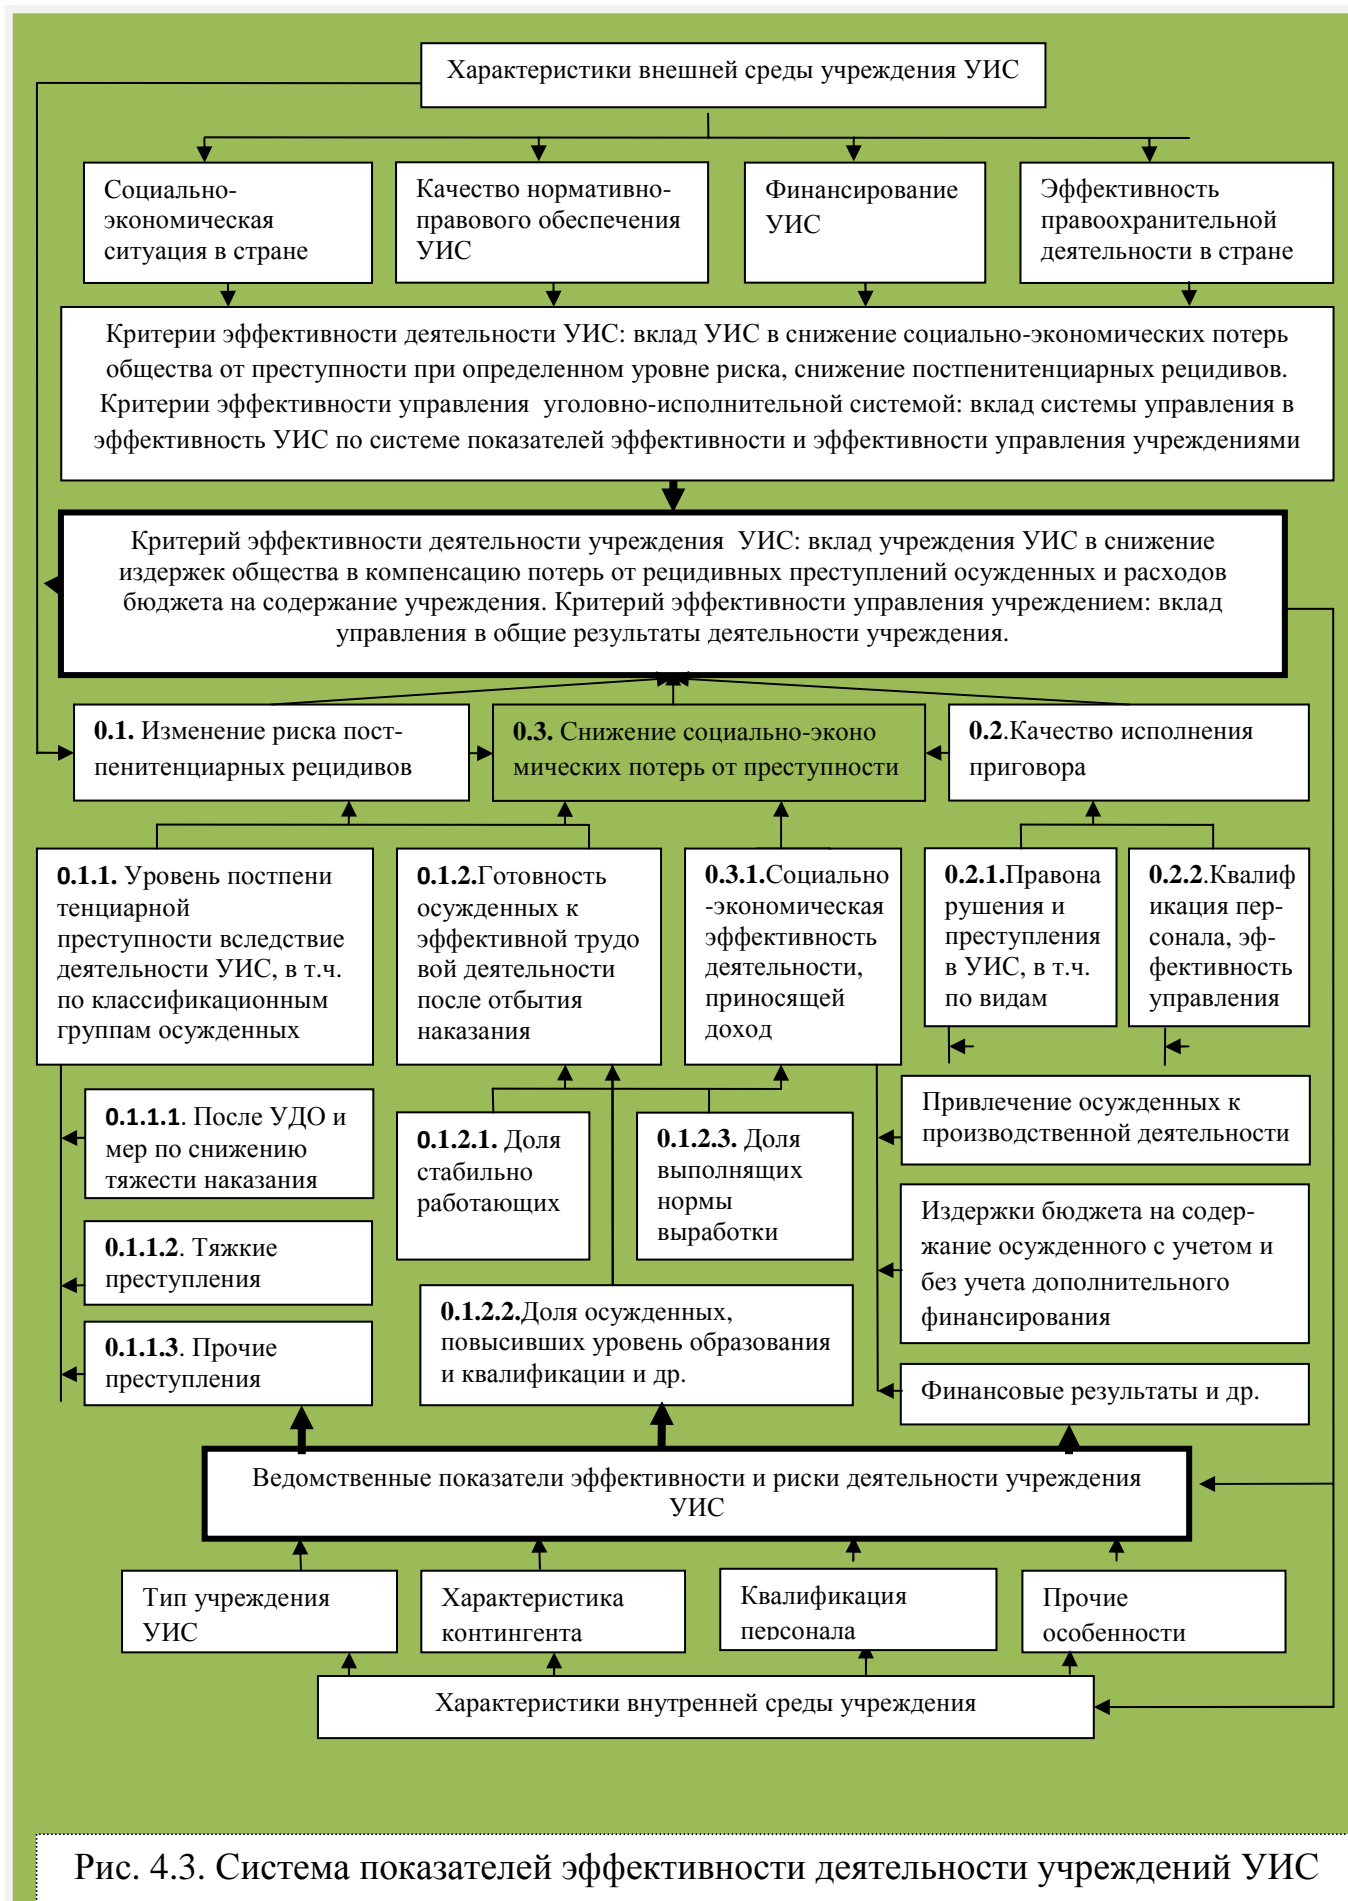 Характеристики внешней среды учреждения УИС
Социально-
экономическая
ситуация в стране
Качество нормативно-
правового обеспечения
УИС
Финансирование
УИС
Эффективность
правоохранительной
деятельности в стране
Критерии эффективности деятельности УИС: вклад УИС в снижение социально-экономических потерь
общества от преступности при определенном уровне риска, снижение постпенитенциарных рецидивов.
Критерии эффективности управления уголовно-исполнительной системой: вклад системы управления в
эффективность УИС по системе показателей эффективности и эффективности управления учреждениями
Критерий эффективности деятельности учреждения УИС: вклад учреждения УИС в снижение
издержек общества в компенсацию потерь от рецидивных преступлений осужденных и расходов
бюджета на содержание учреждения. Критерий эффективности управления учреждением: вклад
управления в общие результаты деятельности учреждения.
0.1. Изменение риска пост-
пенитенциарных рецидивов
0.3. Снижение социально-эконо
мических потерь от преступности
0.2.Качество исполнения
приговора
0.1.1. Уровень постпени
тенциарной
преступности вследствие
деятельности УИС, в т.ч.
по классификационным
группам осужденных
0.1.2.Готовность
осужденных к
эффективной трудо
вой деятельности
после отбытия
наказания
0.3.1.Социально
-экономическая
эффективность
деятельности,
приносящей
доход
0.2.1.Правона
рушения и
преступления
в УИС, в т.ч.
по видам
0.2.2.Квалиф
икация пер-
сонала, эф-
фективность
управления
0.1.1.1. После УДО и
мер по снижению
тяжести наказания
0.1.2.1. Доля
стабильно
работающих
0.1.2.3. Доля
выполнящих
нормы
выработки
Привлечение осужденных к
производственной деятельности
0.1.1.2. Тяжкие
преступления
Издержки бюджета на содер-
жание осужденного с учетом и
без учета дополнительного
финансирования
0.1.1.3. Прочие
преступления
0.1.2.2.Доля осужденных,
повысивших уровень образования
и квалификации и др.
Финансовые результаты и др.
Ведомственные показатели эффективности и риски деятельности учреждения
УИС
Тип учреждения
УИС
Характеристика
контингента
Квалификация
персонала
Прочие
особенности
Характеристики внутренней среды учреждения
Рис. 4.3. Система показателей эффективности деятельности учреждений УИС